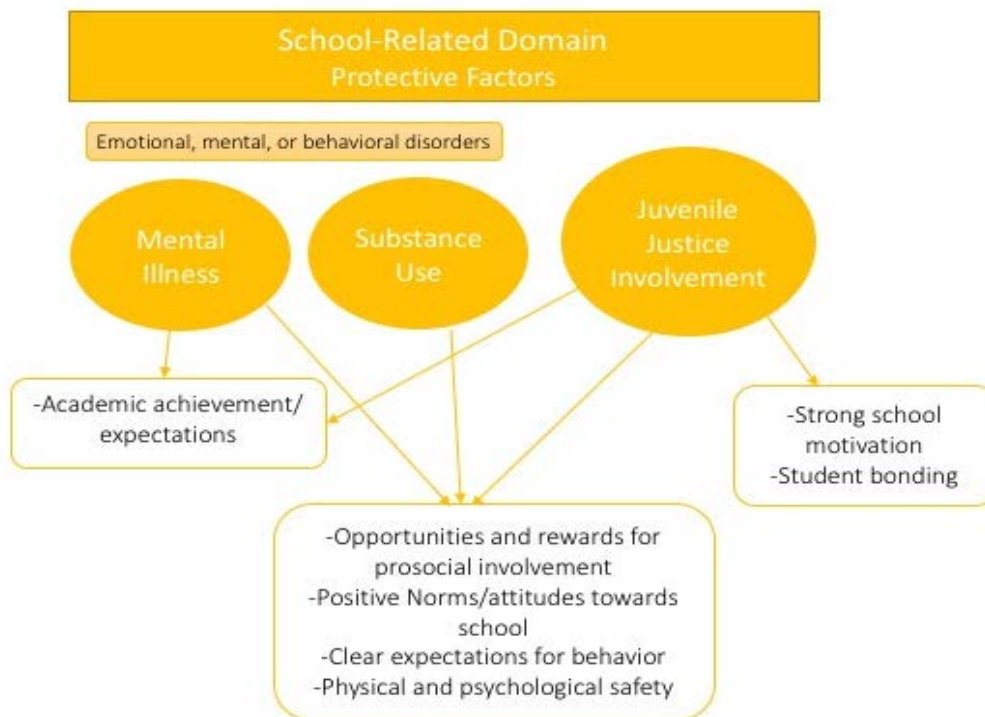 School-Related Domain
Protective Factors
Emotional, mental, or behavioral disorders
Mental
Illness
Substance
Use
Juvenile
Justice
Involvement
-Academic achievement/
expectations
-Strong school
motivation
-Student bonding
-Opportunities and rewards for
prosocial involvement
-Positive Norms/attitudes towards
school
-Clear expectations for behavior
-Physical and psychological safety